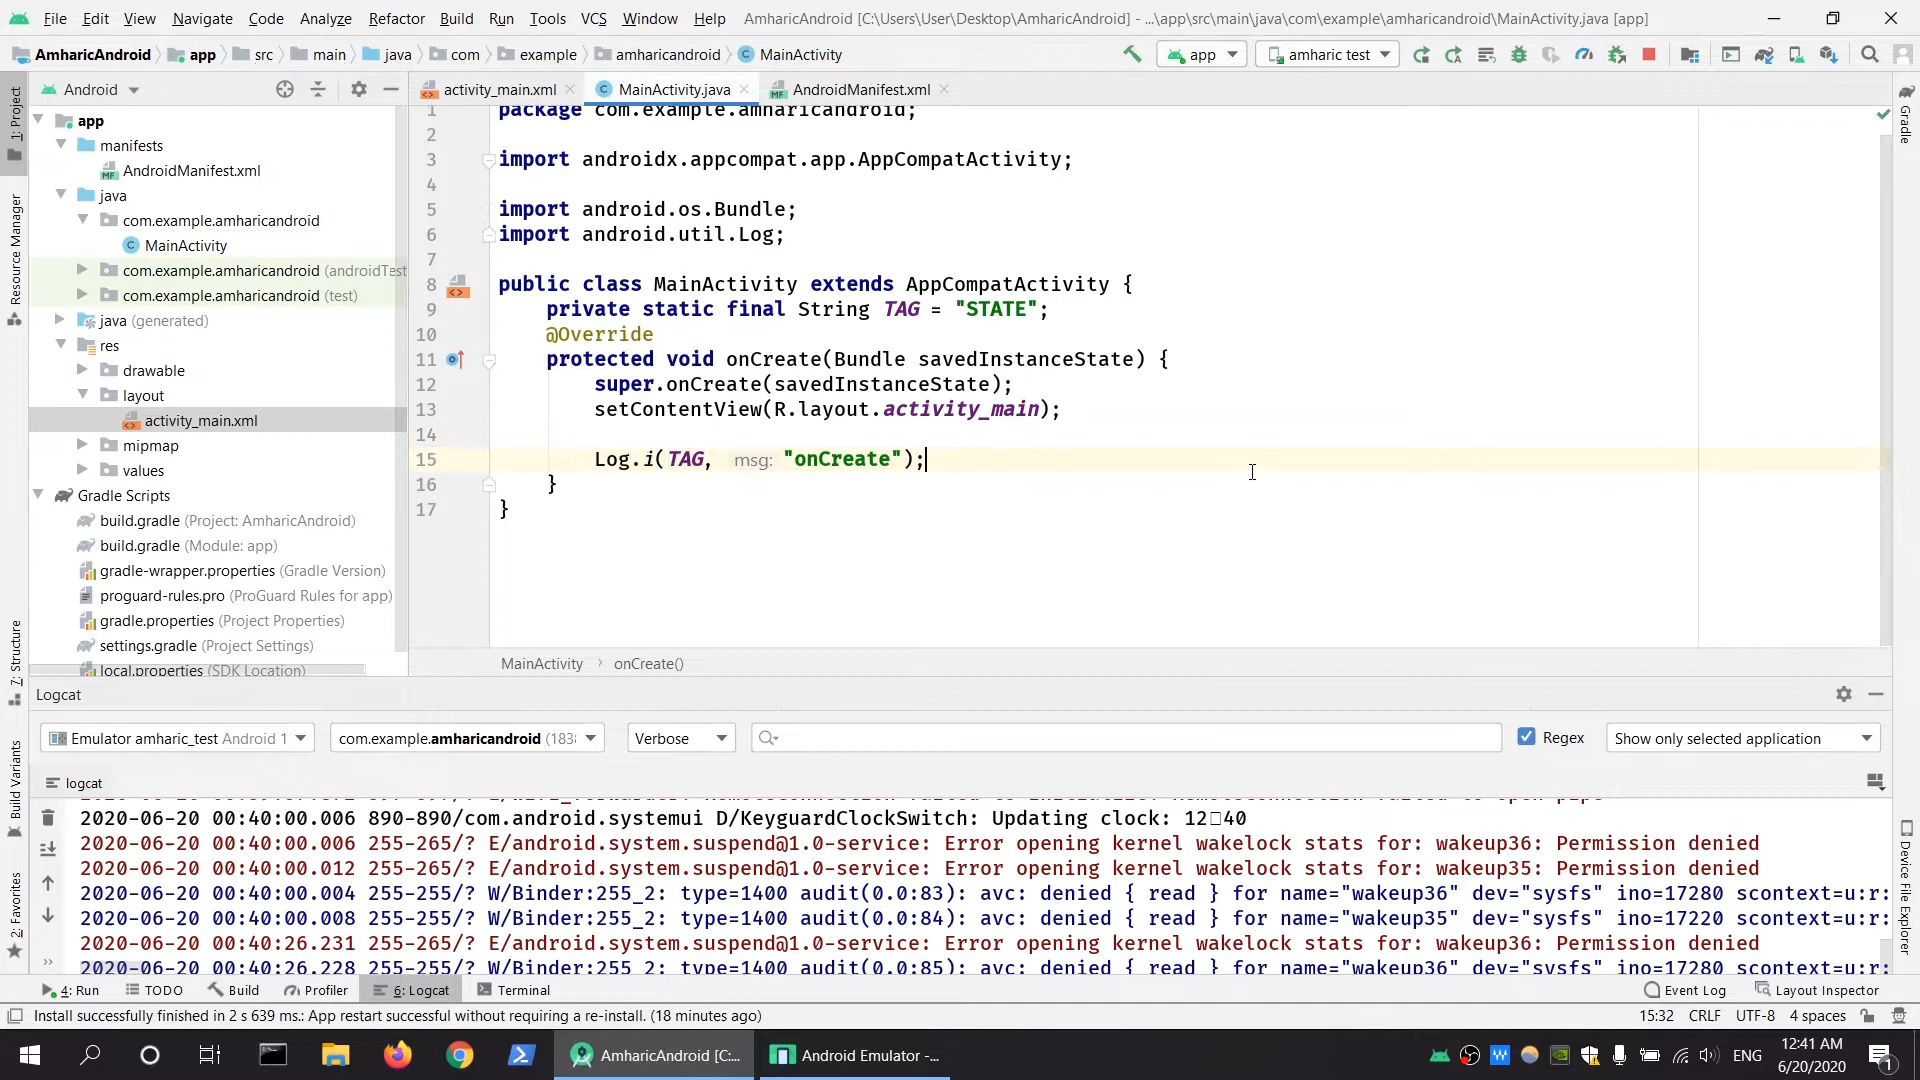 File Edit View Navigate Code Analyze Refactor Build Run Tools VCS Window Help AmharicAndroid [C:\Users\User\Desktop\AmharicAndroid] - ...\app\src\main\java\com\example\amharicandroid\MainActivity.java [app]
AmharicAndroid app src main java com example amharicandroid MainActivity app amharic test
1: Project
Resource Manager
7: Structure
Build Variants
2: Favorites
Android
app
manifests
AndroidManifest.xml
java
com.example.amharicandroid
MainActivity
com.example.amharicandroid (androidTest
com.example.amharicandroid (test)
java (generated)
res
drawable
layout
activity_main.xml
mipmap
values
Gradle Scripts
build.gradle (Project: AmharicAndroid)
build.gradle (Module: app)
gradle-wrapper.properties (Gradle Version)
proguard-rules.pro (ProGuard Rules for app)
gradle.properties (Project Properties)
settings.gradle (Project Settings)
local.properties (SDK Location)
activity_main.xml MainActivity.java AndroidManifest.xml
1 package com.example.amharicandroid;
2
3 import androidx.appcompat.app.AppCompatActivity;
4
5 import android.os.Bundle;
6 import android.util.Log;
7
8 public class MainActivity extends AppCompatActivity {
9 private static final String TAG = "STATE";
10 @Override
11 protected void onCreate(Bundle savedInstanceState) {
12 super.onCreate(savedInstanceState);
13 setContentView(R.layout.activity_main);
14
15 Log.i(TAG, msg: "onCreate");
16 }
17 }
MainActivity › onCreate()
Gradle
Device File Explorer
Logcat
Emulator amharic_test Android 1 com.example.amharicandroid (183 Verbose Regex Show only selected application
logcat
2020-06-20 00:40:00.006 890-890/com.android.systemui D/KeyguardClockSwitch: Updating clock: 12□40
2020-06-20 00:40:00.006 255-265/? E/android.system.suspend@1.0-service: Error opening kernel wakelock stats for: wakeup36: Permission denied
2020-06-20 00:40:00.012 255-265/? E/android.system.suspend@1.0-service: Error opening kernel wakelock stats for: wakeup35: Permission denied
2020-06-20 00:40:00.004 255-255/? W/Binder:255_2: type=1400 audit(0.0:83): avc: denied { read } for name="wakeup36" dev="sysfs" ino=17280 scontext=u:r:
2020-06-20 00:40:00.008 255-255/? W/Binder:255_2: type=1400 audit(0.0:84): avc: denied { read } for name="wakeup35" dev="sysfs" ino=17220 scontext=u:r:
2020-06-20 00:40:26.231 255-265/? E/android.system.suspend@1.0-service: Error opening kernel wakelock stats for: wakeup36: Permission denied
2020-06-20 00:40:26.228 255-255/? W/Binder:255_2: type=1400 audit(0.0:85): avc: denied { read } for name="wakeup36" dev="sysfs" ino=17280 scontext=u:r:
4: Run TODO Build Profiler 6: Logcat Terminal Event Log Layout Inspector
Install successfully finished in 2 s 639 ms.: App restart successful without requiring a re-install. (18 minutes ago) 15:32 CRLF UTF-8 4 spaces
AmharicAndroid [C:... Android Emulator -... ENG 12:41 AM
6/20/2020
1